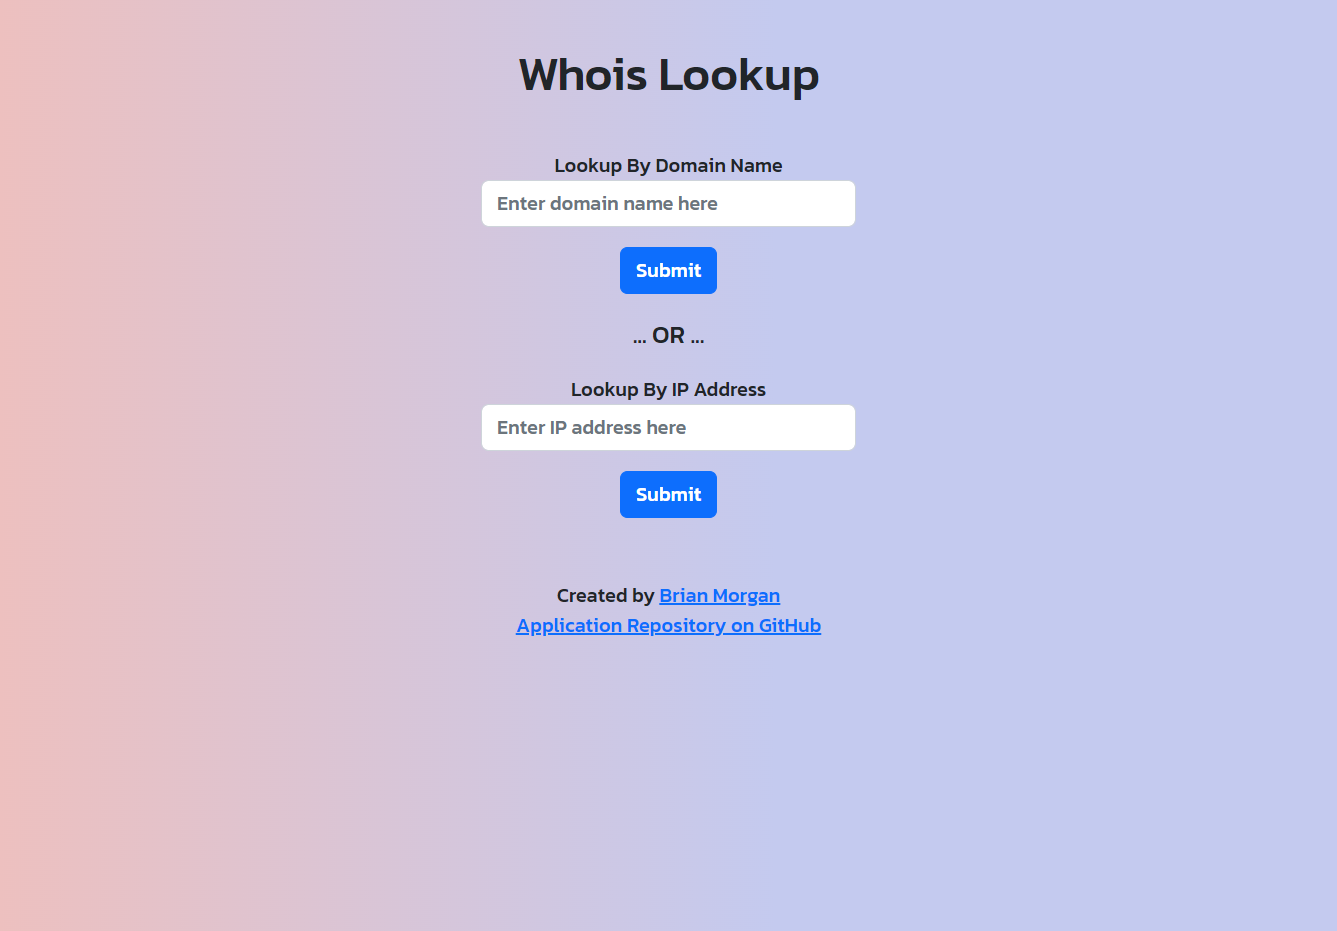 Whois Lookup
Lookup By Domain Name
Enter domain name here
Submit
... OR ...
Lookup By IP Address
Enter IP address here
Submit
Created by Brian Morgan
Application Repository on GitHub